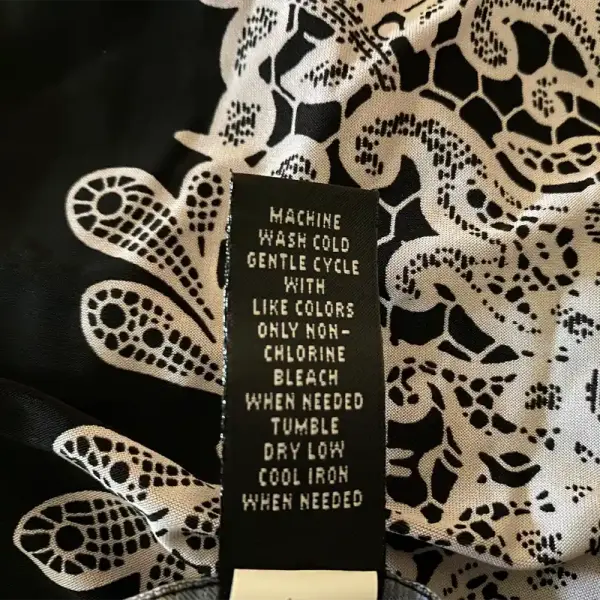 MACHINE
WASH COLD
GENTLE CYCLE
WITH
LIKE COLORS
ONLY NON-
CHLORINE
BLEACH
WHEN NEEDED
TUMBLE
DRY LOW
COOL IRON
WHEN NEEDED